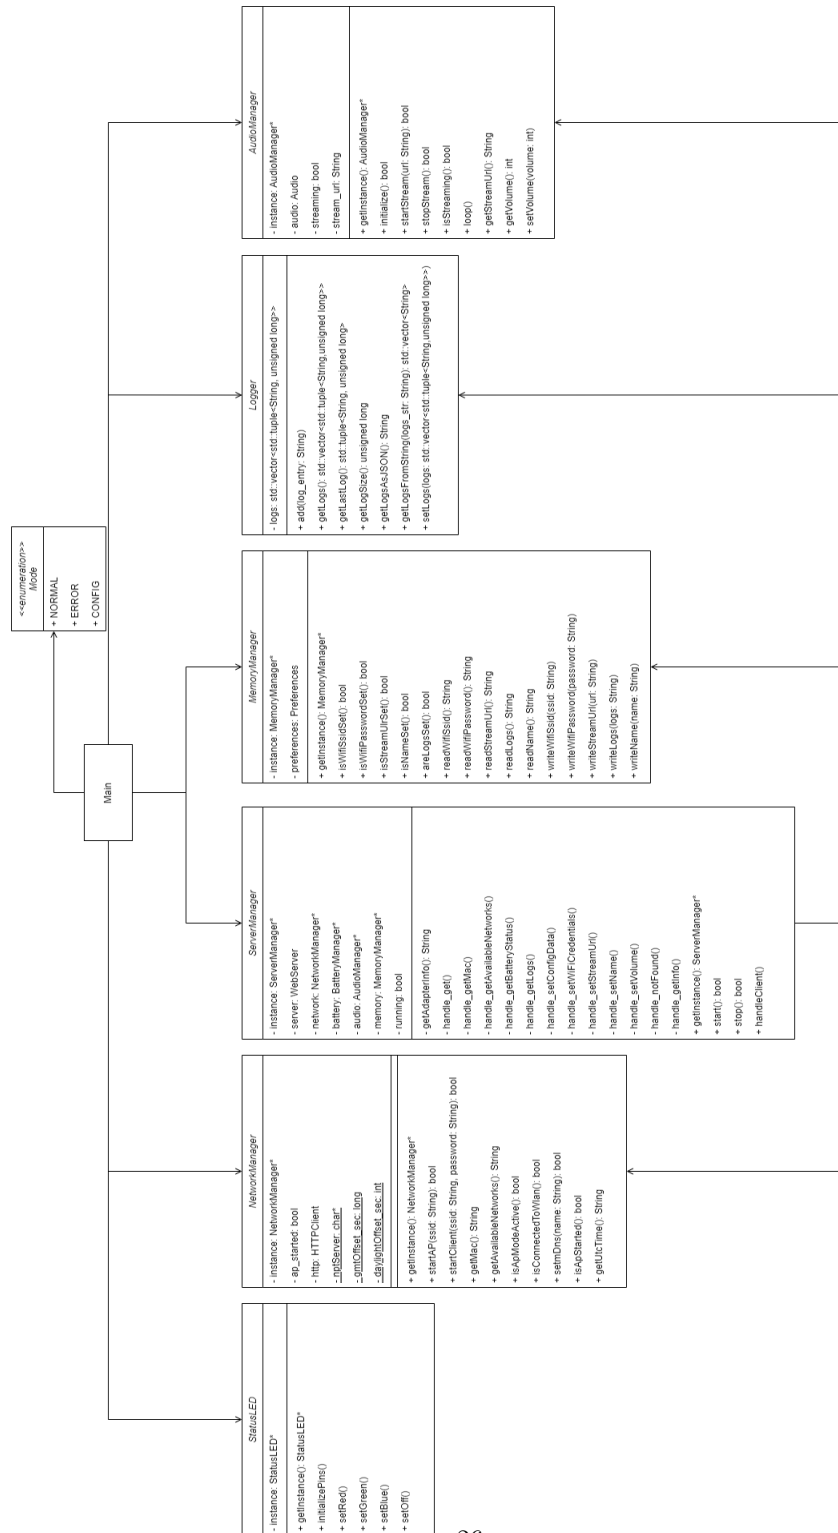 <<enumeration>>
Mode
+ NORMAL
+ ERROR
+ CONFIG
Main
StatusLED
- instance: StatusLED*
+ getInstance(): StatusLED*
+ initializePins()
+ setRed()
+ setGreen()
+ setBlue()
+ setOff()
NetworkManager
- instance: NetworkManager*
- ap_started: bool
- http: HTTPClient
- nptServer: char*
- gmtOffset_sec: long
- daylightOffset_sec: int
+ getInstance(): NetworkManager*
+ startAP(ssid: String): bool
+ startClient(ssid: String, password: String): bool
+ getMac(): String
+ getAvailableNetworks(): String
+ isApModeActive(): bool
+ isConnectedToWlan(): bool
+ setmDns(name: String): bool
+ isApStarted(): bool
+ getUtcTime(): String
ServerManager
- instance: ServerManager*
- server: WebServer
- network: NetworkManager*
- battery: BatteryManager*
- audio: AudioManager*
- memory: MemoryManager*
- running: bool
- getAdapterInfo(): String
- handle_get()
- handle_getMac()
- handle_getAvailableNetworks()
- handle_getBatteryStatus()
- handle_getLogs()
- handle_setConfigData()
- handle_setWiFiCredentials()
- handle_setStreamUrl()
- handle_setName()
- handle_setVolume()
- handle_notFound()
- handle_getInfo()
+ getInstance(): ServerManager*
+ start(): bool
+ stop(): bool
+ handleClient()
MemoryManager
- instance: MemoryManager*
- preferences: Preferences
+ getInstance(): MemoryManager*
+ isWifiSsidSet(): bool
+ isWifiPasswordSet(): bool
+ isStreamUlrSet(): bool
+ isNameSet(): bool
+ areLogsSet(): bool
+ readWifiSsid(): String
+ readWifiPassword(): String
+ readStreamUrl(): String
+ readLogs(): String
+ readName(): String
+ writeWifiSsid(ssid: String)
+ writeWifiPassword(password: String)
+ writeStreamUrl(url: String)
+ writeLogs(logs: String)
+ writeName(name: String)
Logger
- logs: std::vector<std::tuple<String, unsigned long>>
+ add(log_entry: String)
+ getLogs(): std::vector<std::tuple<String,unsigned long>>
+ getLastLog(): std::tuple<String, unsigned long>
+ getLogSize(): unsigned long
+ getLogsAsJSON(): String
+ getLogsFromString(logs_str: String): std::vector<String>
+ setLogs(logs: std::vector<std::tuple<String,unsigned long>>)
AudioManager
- instance: AudioManager*
- audio: Audio
- streaming: bool
- stream_url: String
+ getInstance(): AudioManager*
+ initialize(): bool
+ startStream(url: String): bool
+ stopStream(): bool
+ isStreaming(): bool
+ loop()
+ getStreamUrl(): String
+ getVolume(): int
+ setVolume(volume: int)